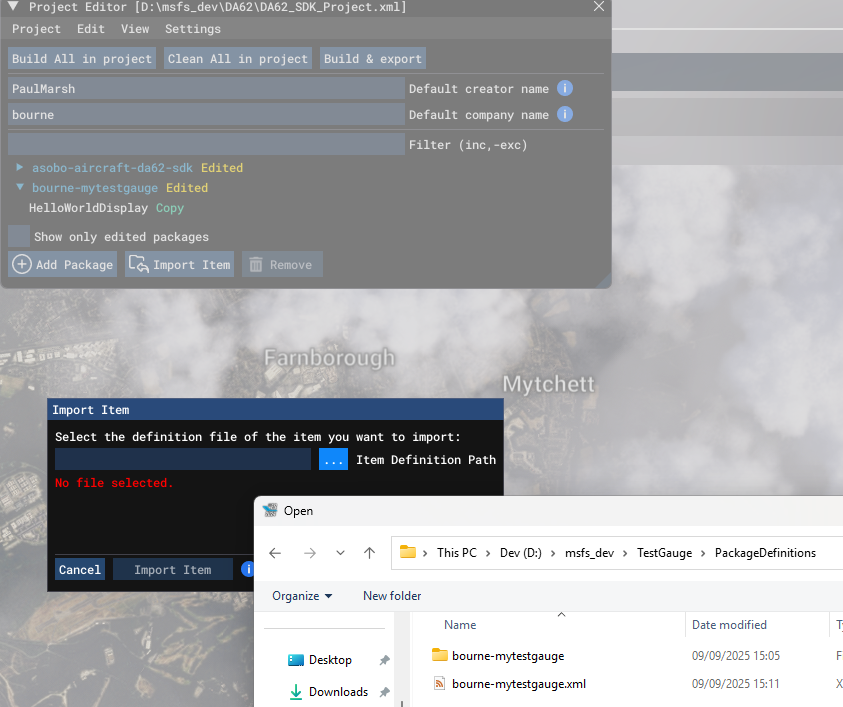 Project Editor [D:\msfs_dev\DA62\DA62_SDK_Project.xml]
Project Edit View Settings
Build All in project Clean All in project Build & export
PaulMarsh Default creator name
bourne Default company name
Filter (inc,-exc)
asobo-aircraft-da62-sdk Edited
bourne-mytestgauge Edited
HelloWorldDisplay Copy
Show only edited packages
Add Package Import Item Remove
Farnborough
Mytchett
Import Item
Select the definition file of the item you want to import:
... Item Definition Path
No file selected.
Cancel Import Item
Open
This PC > Dev (D:) > msfs_dev > TestGauge > PackageDefinitions
Organize New folder
Name Date modified
Desktop
Downloads
bourne-mytestgauge 09/09/2025 15:05
bourne-mytestgauge.xml 09/09/2025 15:11